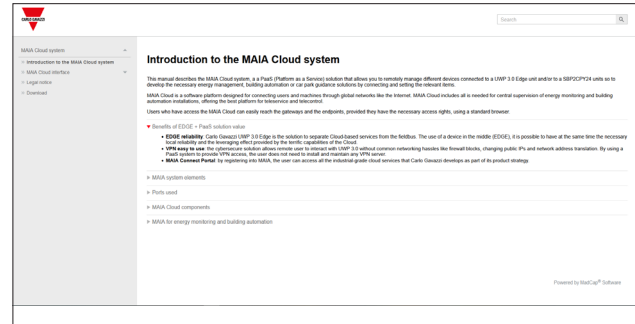 CARLO GAVAZZI
Search
MAIA Cloud system
Introduction to the MAIA Cloud system
MAIA Cloud interface
Legal notice
Download
Introduction to the MAIA Cloud system
This manual describes the MAIA Cloud system, a a PaaS (Platform as a Service) solution that allows you to remotely manage different devices connected to a UWP 3.0 Edge unit and/or to a SBP2CPY24 units so to
develop the necessary energy management, building automation or car park guidance solutions by connecting and setting the relevant items.
MAIA Cloud is a software platform designed for connecting users and machines through global networks like the Internet. MAIA Cloud includes all is needed for central supervision of energy monitoring and building
automation installations, offering the best platform for teleservice and telecontrol.
Users who have access the MAIA Cloud can easily reach the gateways and the endpoints, provided they have the necessary access rights, using a standard browser.
Benefits of EDGE + PaaS solution value
• EDGE reliability: Carlo Gavazzi UWP 3.0 Edge is the solution to separate Cloud-based services from the fieldbus. The use of a device in the middle (EDGE), it is possible to have at the same time the necessary
local reliability and the leveraging effect provided by the terrific capabilities of the Cloud.
• VPN easy to use: the cybersecure solution allows remote user to interact with UWP 3.0 without common networking hassles like firewall blocks, changing public IPs and network address translation. By using a
PaaS system to provide VPN access, the user does not need to install and maintain any VPN server.
• MAIA Connect Portal: by registering into MAIA, the user can access all the industrial-grade cloud services that Carlo Gavazzi develops as part of its product strategy.
MAIA system elements
Ports used
MAIA Cloud components
MAIA for energy monitoring and building automation
Powered by MadCap® Software